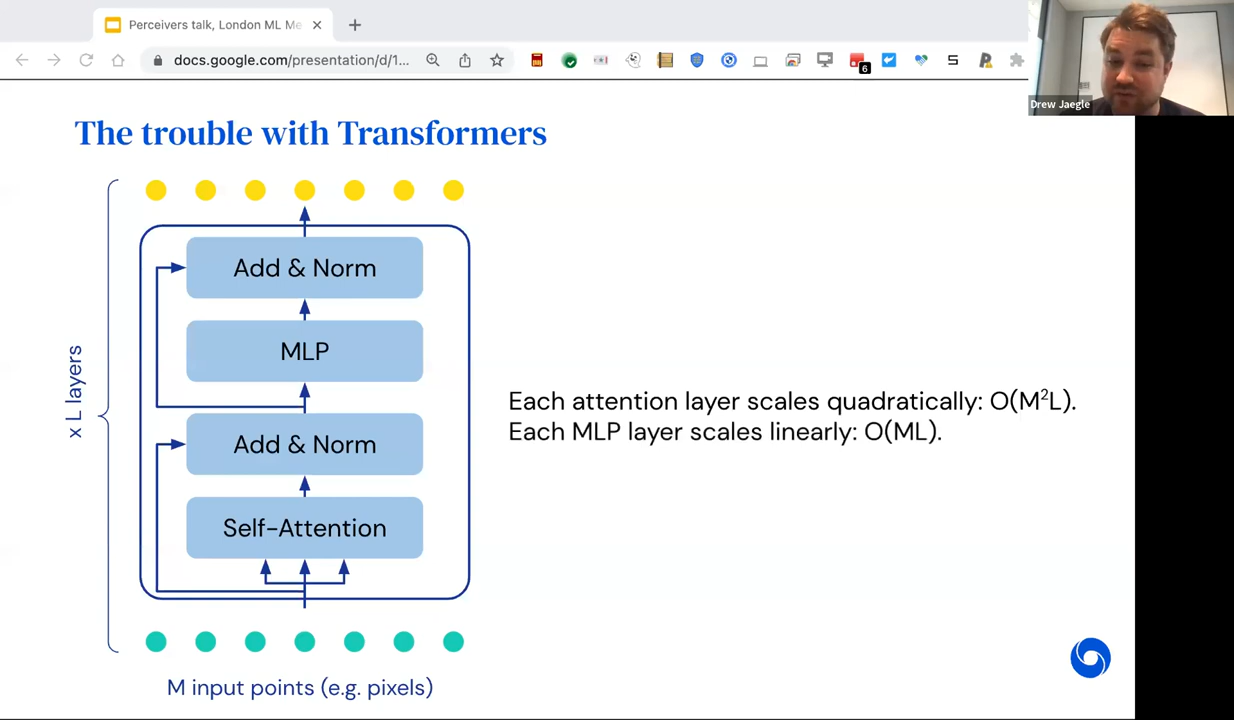 Perceivers talk, London ML Me
docs.google.com/presentation/d/1...
6
S
Drew Jaegle
The trouble with Transformers
Add & Norm
MLP
Add & Norm
Self-Attention
x L layers
M input points (e.g. pixels)
Each attention layer scales quadratically: O(M²L).
Each MLP layer scales linearly: O(ML).